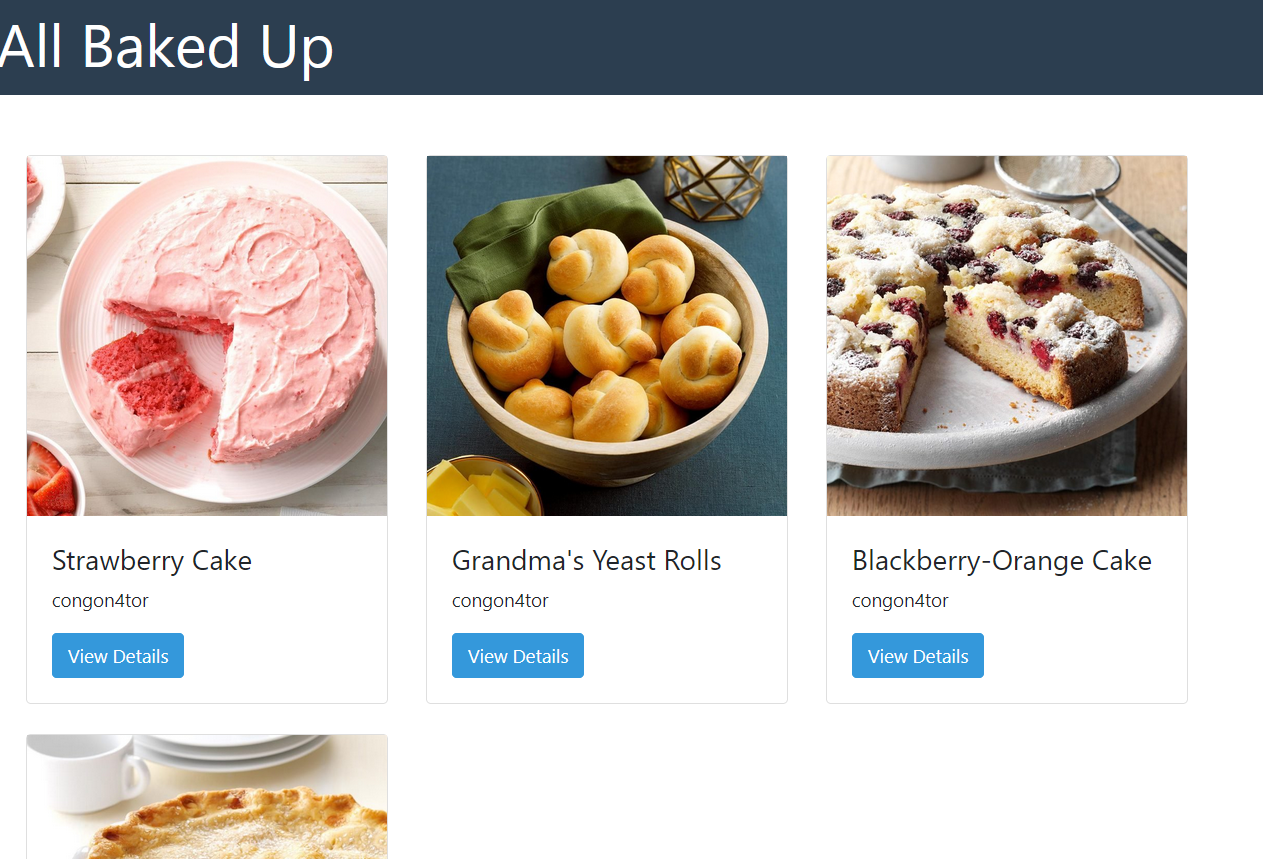 All Baked Up
Strawberry Cake
congon4tor
View Details
Grandma's Yeast Rolls
congon4tor
View Details
Blackberry-Orange Cake
congon4tor
View Details